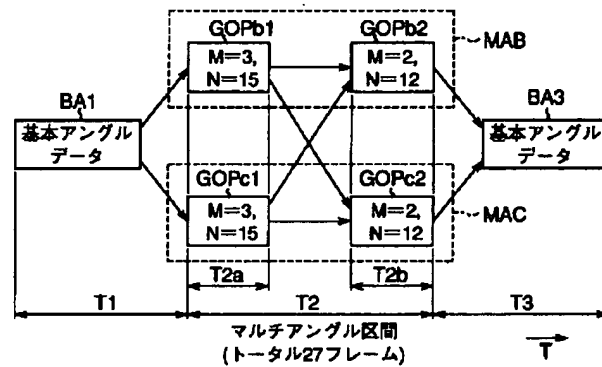 GOPb1
GOPb2
MAB
M=3,
N=15
M=2,
N=12
BA1
基本アングル
データ
BA3
基本アングル
データ
GOPc1
GOPc2
M=3,
N=15
M=2,
N=12
MAC
T2a
T2b
T1
T2
T3
マルチアングル区間
(トータル27フレーム)
T